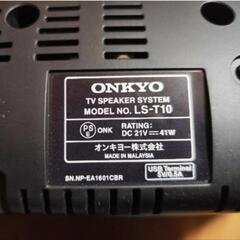 ONKYO
TV SPEAKER SYSTEM
MODEL NO. LS-T10
PS
E
ONK
RATING:
DC 21V⎓41W
オンキヨー株式会社
MADE IN MALAYSIA
USB Terminal
5V/0.5A
SN.NP-EA1601CBR